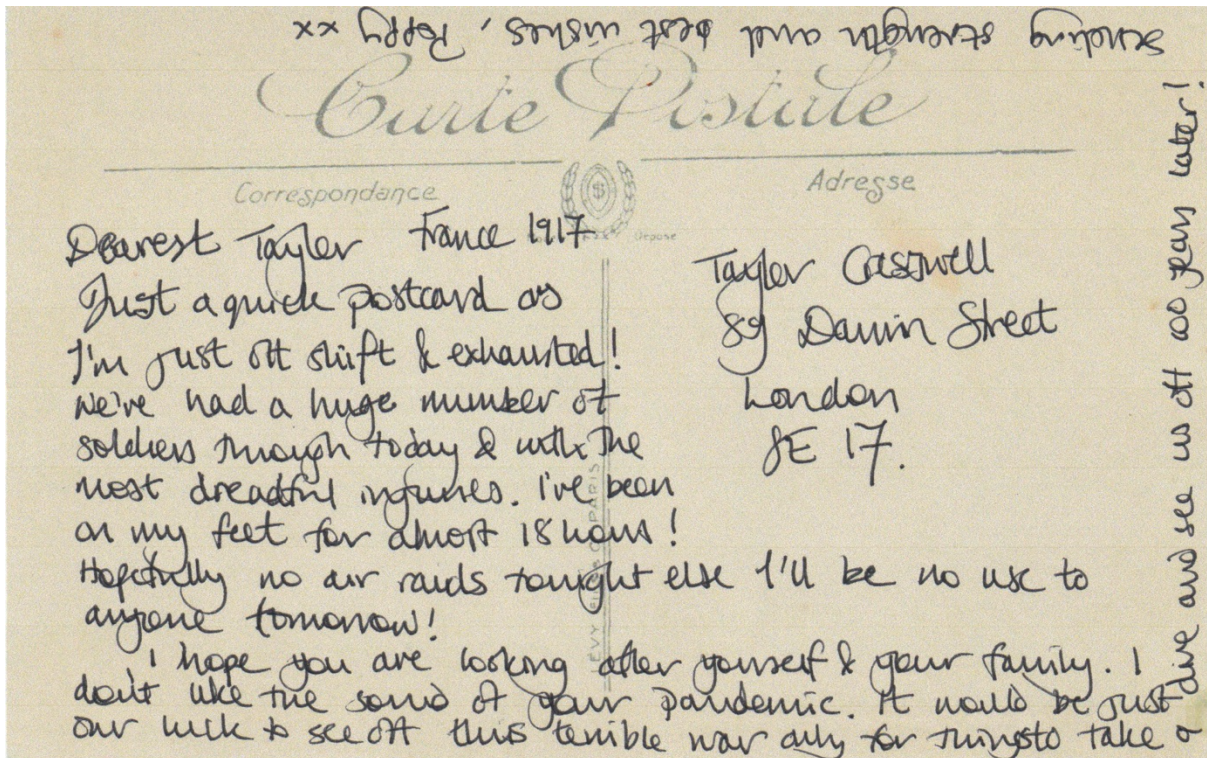 Carte Postale
Correspondance
Adresse
Dearest Taylor France 1917
Just a quick postcard as
I'm just off shift & exhausted!
We've had a huge number of
soldiers through today & with the
most dreadful injuries. I've been
on my feet for almost 18 hours!
Hopefully no air raids tonight else I'll be no use to
anyone tomorrow!
I hope you are looking after yourself & your family. I
don't like the sound of your pandemic. It would be just
our luck to see off this terrible war only for things to take a
dive and see us off 100 years later!
Sending strength and best wishes, Poppy xx
Taylor Casswell
89 Darwin Street
London
SE 17.